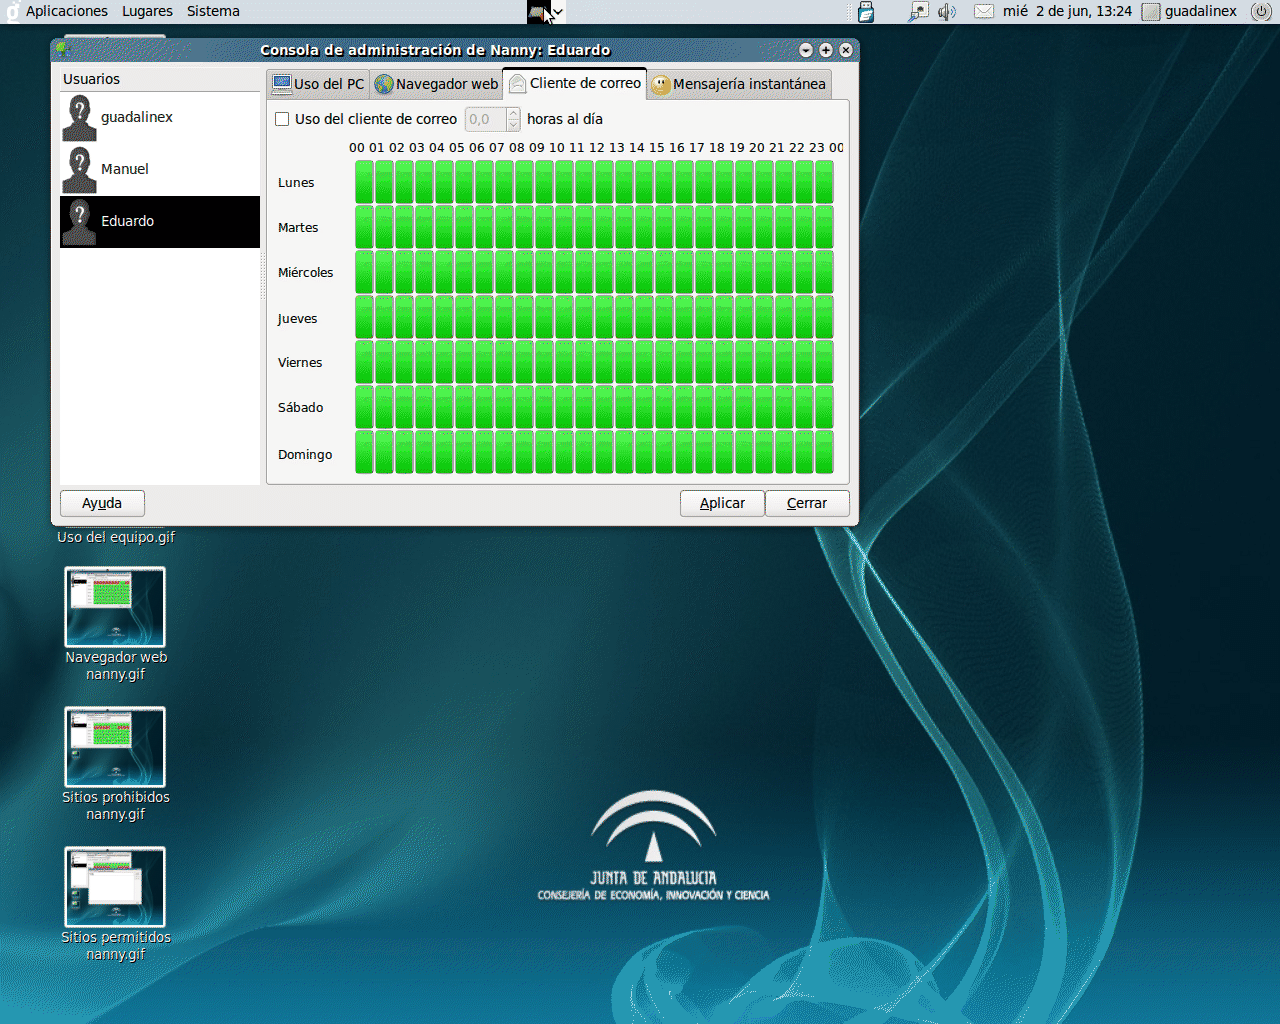 Aplicaciones Lugares Sistema
mié 2 de jun, 13:24 guadalinex
Consola de administración de Nanny: Eduardo
Usuarios
guadalinex
Manuel
Eduardo
Uso del PC Navegador web Cliente de correo Mensajería instantánea
Uso del cliente de correo 0,0 horas al día
00 01 02 03 04 05 06 07 08 09 10 11 12 13 14 15 16 17 18 19 20 21 22 23 00
Lunes
Martes
Miércoles
Jueves
Viernes
Sábado
Domingo
Ayuda Aplicar Cerrar
Uso del equipo.gif
Navegador web
nanny.gif
Sitios prohibidos
nanny.gif
Sitios permitidos
nanny.gif
JUNTA DE ANDALUCIA
CONSEJERÍA DE ECONOMÍA, INNOVACIÓN Y CIENCIA